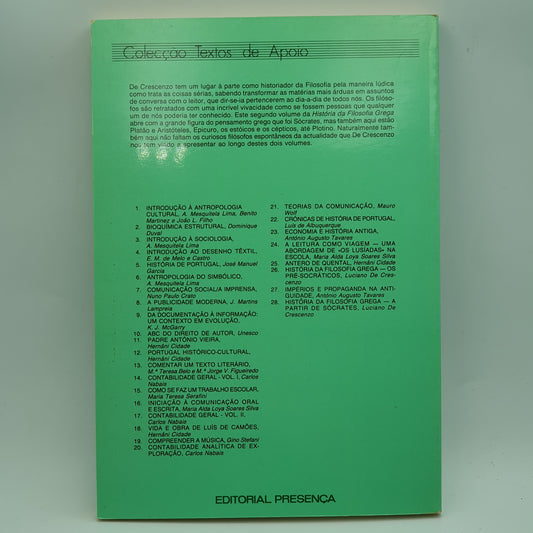 Colecção Textos de Apoio
De Crescenzo tem um lugar à parte como historiador da Filosofia pela maneira lúdica
como trata as coisas sérias, sabendo transformar as matérias mais árduas em assuntos
de conversa com o leitor, que dir-se-ia pertencerem ao dia-a-dia de todos nós. Os filóso-
fos são retratados com uma incrível vivacidade como se fossem pessoas que qualquer
um de nós poderia ter conhecido. Este segundo volume da História da Filosofia Grega
abre com a grande figura do pensamento grego que foi Sócrates, mas também aqui estão
Platão e Aristóteles, Epicuro, os estóicos e os cépticos, até Plotino. Naturalmente tam-
bém aqui não faltam os curiosos filósofos espontâneos da actualidade que De Crescenzo
nos tem vindo a apresentar ao longo destes dois volumes.
1. INTRODUÇÃO À ANTROPOLOGIA
CULTURAL, A. Mesquitela Lima, Benito
Martinez e João L. Filho
2. BIOQUÍMICA ESTRUTURAL, Dominique
Duval
3. INTRODUÇÃO À SOCIOLOGIA,
A. Mesquitela Lima
4. INTRODUÇÃO AO DESENHO TÊXTIL,
E. M. de Melo e Castro
5. HISTÓRIA DE PORTUGAL, José Manuel
Garcia
6. ANTROPOLOGIA DO SIMBÓLICO,
A. Mesquitela Lima
7. COMUNICAÇÃO SOCIAL/A IMPRENSA,
Nuno Paulo Crato
8. A PUBLICIDADE MODERNA, J. Martins
Lampreia
9. DA DOCUMENTAÇÃO À INFORMAÇÃO:
UM CONTEXTO EM EVOLUÇÃO,
K. J. McGarry
10. ABC DO DIREITO DE AUTOR, Unesco
11. PADRE ANTÓNIO VIEIRA,
Hernâni Cidade
12. PORTUGAL HISTÓRICO-CULTURAL,
Hernâni Cidade
13. COMENTAR UM TEXTO LITERÁRIO,
M.ª Teresa Belo e M.ª Jorge V. Figueiredo
14. CONTABILIDADE GERAL - VOL. I, Carlos
Nabais
15. COMO SE FAZ UM TRABALHO ESCOLAR,
Maria Teresa Serafini
16. INICIAÇÃO À COMUNICAÇÃO ORAL
E ESCRITA, Maria Alda Loya Soares Silva
17. CONTABILIDADE GERAL - VOL. II,
Carlos Nabais
18. VIDA E OBRA DE LUÍS DE CAMÕES,
Hernâni Cidade
19. COMPREENDER A MÚSICA, Gino Stefani
20. CONTABILIDADE ANALÍTICA DE EX-
PLORAÇÃO, Carlos Nabais
21. TEORIAS DA COMUNICAÇÃO, Mauro
Wolf
22. CRÓNICAS DE HISTÓRIA DE PORTUGAL,
Luís de Albuquerque
23. ECONOMIA E HISTÓRIA ANTIGA,
António Augusto Tavares
24. A LEITURA COMO VIAGEM — UMA
ABORDAGEM DE «OS LUSÍADAS» NA
ESCOLA, Maria Alda Loya Soares Silva
25. ANTERO DE QUENTAL, Hernâni Cidade
26. HISTÓRIA DA FILOSOFIA GREGA — OS
PRÉ-SOCRÁTICOS, Luciano De Cres-
cenzo
27. IMPÉRIOS E PROPAGANDA NA ANTI-
GUIDADE, António Augusto Tavares
28. HISTÓRIA DA FILOSOFIA GREGA — A
PARTIR DE SÓCRATES, Luciano De
Crescenzo
EDITORIAL PRESENÇA